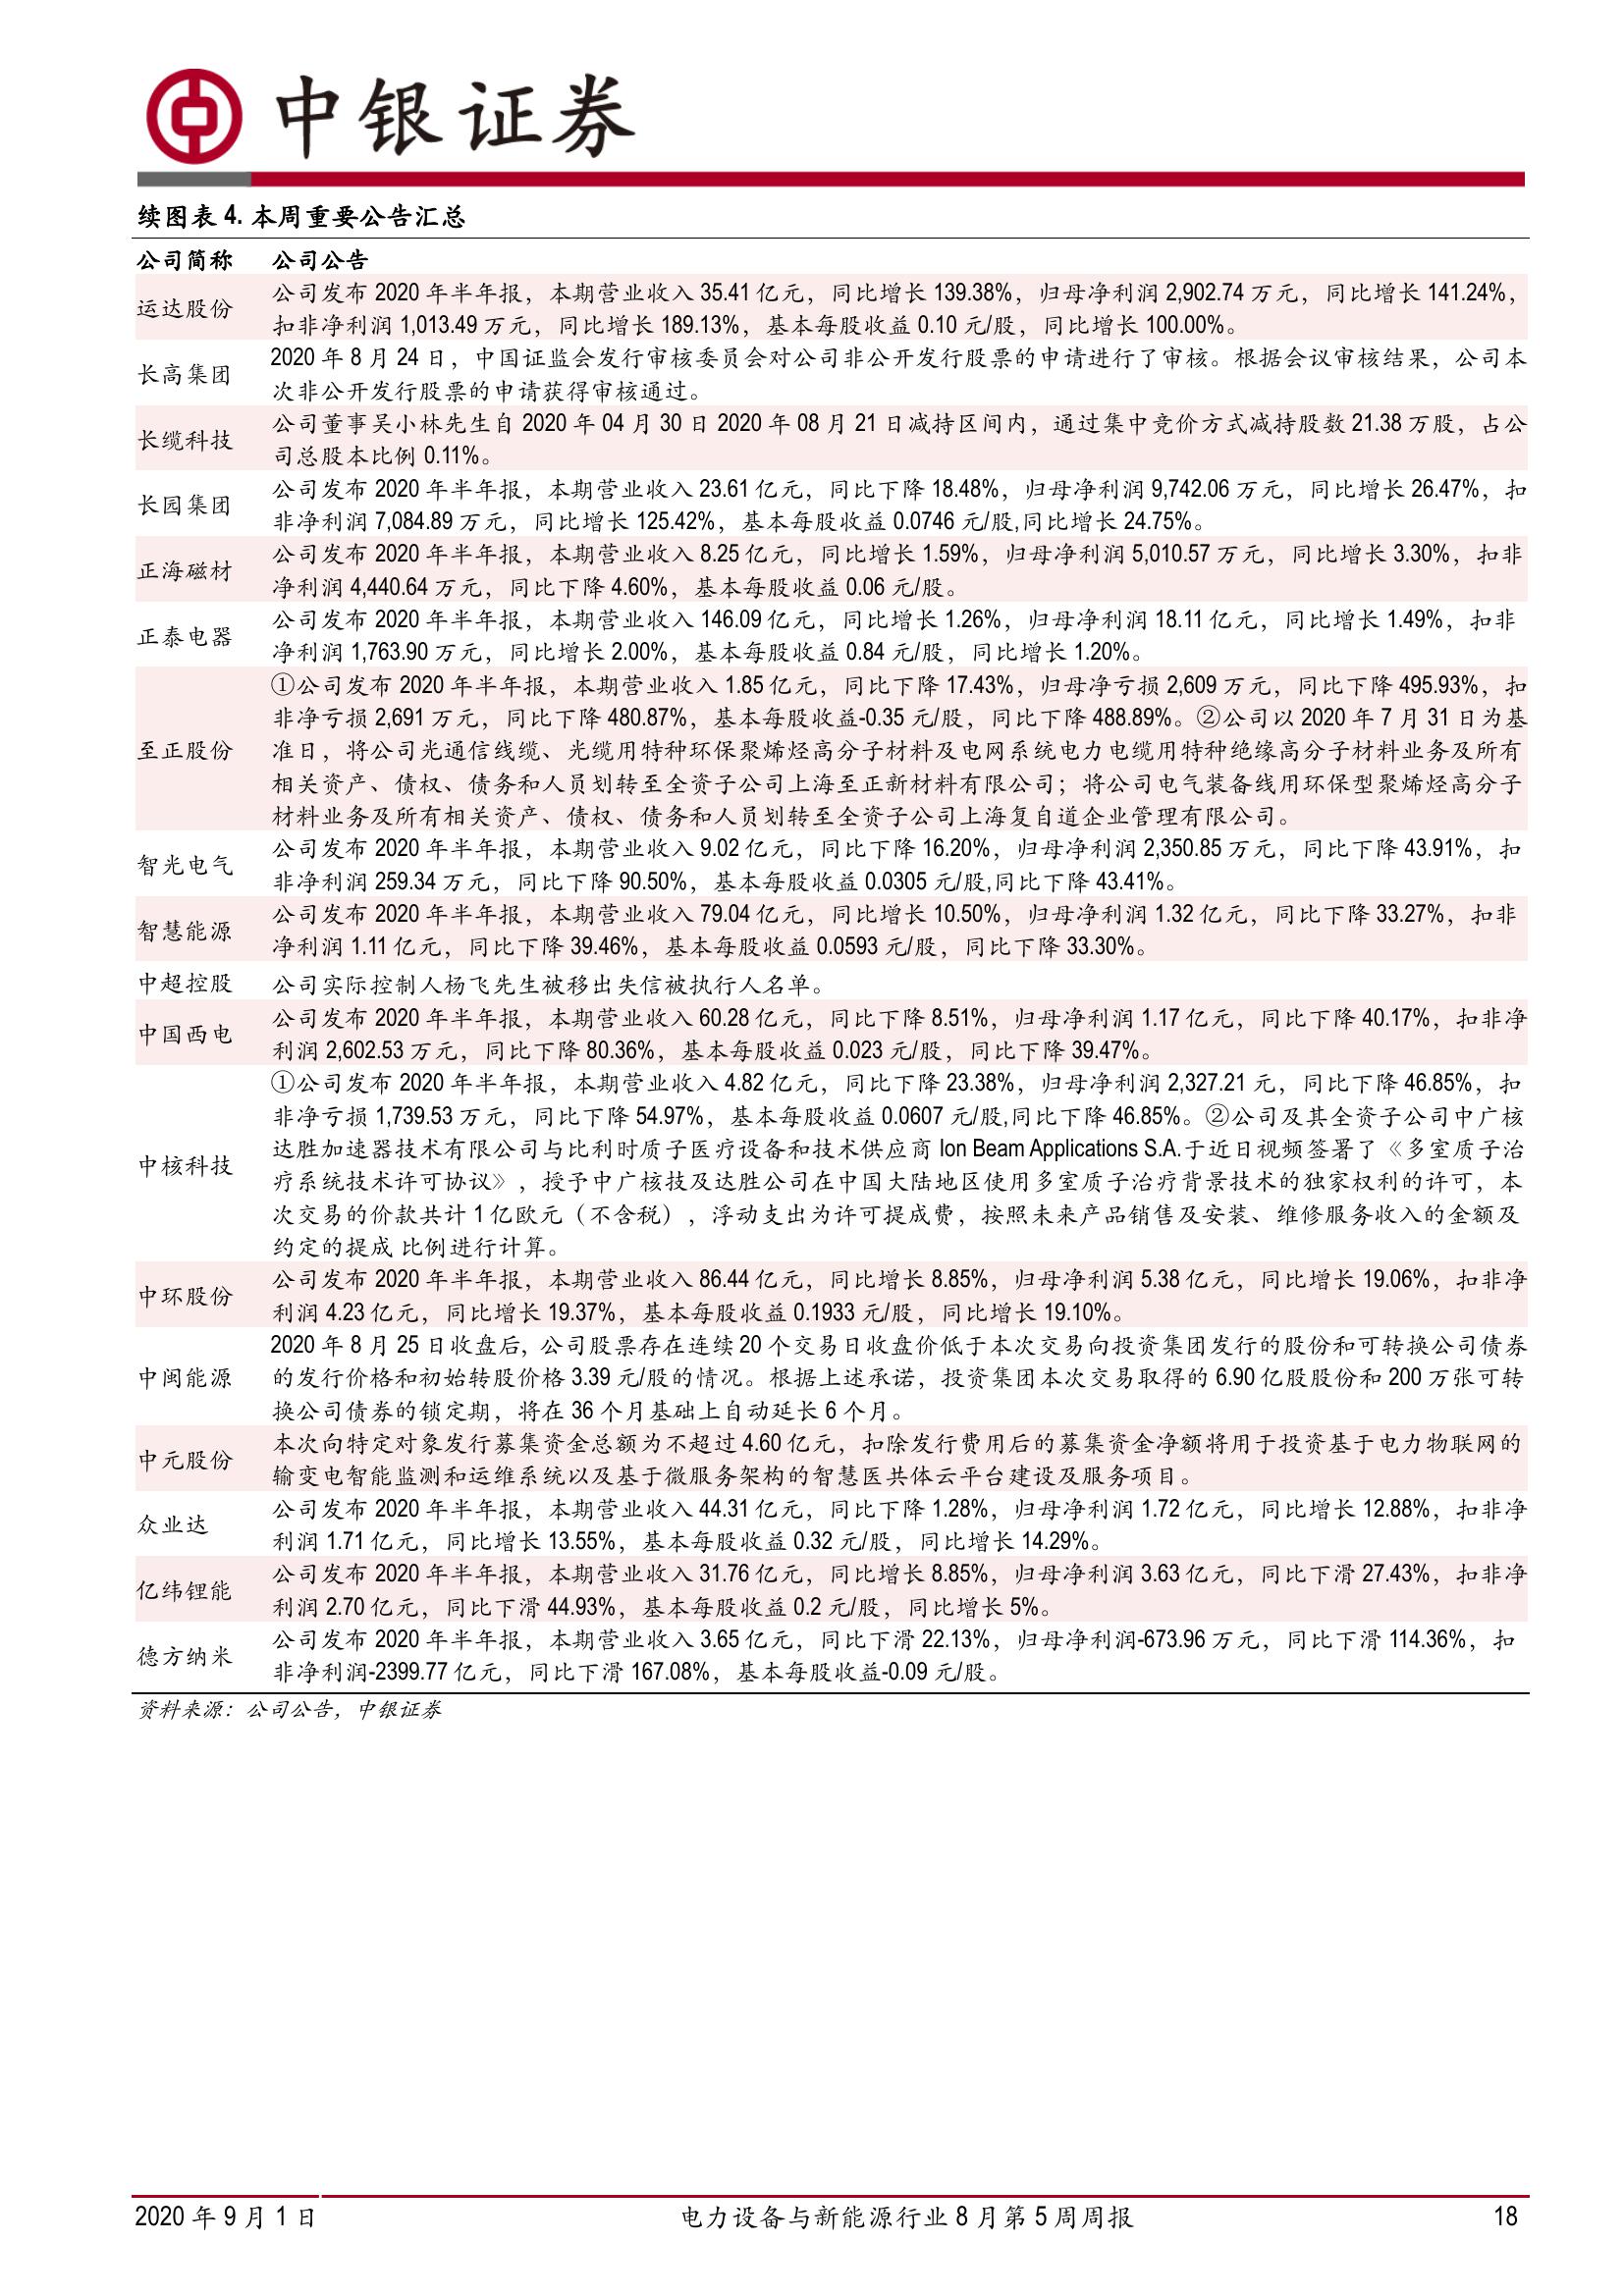 中银证券
续图表 4. 本周重要公告汇总
公司简称 公司公告
运达股份
公司发布 2020 年半年报，本期营业收入 35.41 亿元，同比增长 139.38%，归母净利润 2,902.74 万元，同比增长 141.24%，
扣非净利润 1,013.49 万元，同比增长 189.13%，基本每股收益 0.10 元/股，同比增长 100.00%。
长高集团
2020 年 8 月 24 日，中国证监会发行审核委员会对公司非公开发行股票的申请进行了审核。根据会议审核结果，公司本
次非公开发行股票的申请获得审核通过。
长缆科技
公司董事吴小林先生自 2020 年 04 月 30 日 2020 年 08 月 21 日减持区间内，通过集中竞价方式减持股数 21.38 万股，占公
司总股本比例 0.11%。
长园集团
公司发布 2020 年半年报，本期营业收入 23.61 亿元，同比下降 18.48%，归母净利润 9,742.06 万元，同比增长 26.47%，扣
非净利润 7,084.89 万元，同比增长 125.42%，基本每股收益 0.0746 元/股,同比增长 24.75%。
正海磁材
公司发布 2020 年半年报，本期营业收入 8.25 亿元，同比增长 1.59%，归母净利润 5,010.57 万元，同比增长 3.30%，扣非
净利润 4,440.64 万元，同比下降 4.60%，基本每股收益 0.06 元/股。
正泰电器
公司发布 2020 年半年报，本期营业收入 146.09 亿元，同比增长 1.26%，归母净利润 18.11 亿元，同比增长 1.49%，扣非
净利润 1,763.90 万元，同比增长 2.00%，基本每股收益 0.84 元/股，同比增长 1.20%。
至正股份
①公司发布 2020 年半年报，本期营业收入 1.85 亿元，同比下降 17.43%，归母净亏损 2,609 万元，同比下降 495.93%，扣
非净亏损 2,691 万元，同比下降 480.87%，基本每股收益-0.35 元/股，同比下降 488.89%。②公司以 2020 年 7 月 31 日为基
准日，将公司光通信线缆、光缆用特种环保聚烯烃高分子材料及电网系统电力电缆用特种绝缘高分子材料业务及所有
相关资产、债权、债务和人员划转至全资子公司上海至正新材料有限公司；将公司电气装备线用环保型聚烯烃高分子
材料业务及所有相关资产、债权、债务和人员划转至全资子公司上海复自道企业管理有限公司。
智光电气
公司发布 2020 年半年报，本期营业收入 9.02 亿元，同比下降 16.20%，归母净利润 2,350.85 万元，同比下降 43.91%，扣
非净利润 259.34 万元，同比下降 90.50%，基本每股收益 0.0305 元/股,同比下降 43.41%。
智慧能源
公司发布 2020 年半年报，本期营业收入 79.04 亿元，同比增长 10.50%，归母净利润 1.32 亿元，同比下降 33.27%，扣非
净利润 1.11 亿元，同比下降 39.46%，基本每股收益 0.0593 元/股，同比下降 33.30%。
中超控股 公司实际控制人杨飞先生被移出失信被执行人名单。
中国西电
公司发布 2020 年半年报，本期营业收入 60.28 亿元，同比下降 8.51%，归母净利润 1.17 亿元，同比下降 40.17%，扣非净
利润 2,602.53 万元，同比下降 80.36%，基本每股收益 0.023 元/股，同比下降 39.47%。
中核科技
①公司发布 2020 年半年报，本期营业收入 4.82 亿元，同比下降 23.38%，归母净利润 2,327.21 元，同比下降 46.85%，扣
非净亏损 1,739.53 万元，同比下降 54.97%，基本每股收益 0.0607 元/股,同比下降 46.85%。②公司及其全资子公司中广核
达胜加速器技术有限公司与比利时质子医疗设备和技术供应商 Ion Beam Applications S.A.于近日视频签署了《多室质子治
疗系统技术许可协议》，授予中广核技及达胜公司在中国大陆地区使用多室质子治疗背景技术的独家权利的许可，本
次交易的价款共计 1 亿欧元（不含税），浮动支出为许可提成费，按照未来产品销售及安装、维修服务收入的金额及
约定的提成 比例进行计算。
中环股份
公司发布 2020 年半年报，本期营业收入 86.44 亿元，同比增长 8.85%，归母净利润 5.38 亿元，同比增长 19.06%，扣非净
利润 4.23 亿元，同比增长 19.37%，基本每股收益 0.1933 元/股，同比增长 19.10%。
中闽能源
2020 年 8 月 25 日收盘后, 公司股票存在连续 20 个交易日收盘价低于本次交易向投资集团发行的股份和可转换公司债券
的发行价格和初始转股价格 3.39 元/股的情况。根据上述承诺，投资集团本次交易取得的 6.90 亿股股份和 200 万张可转
换公司债券的锁定期，将在 36 个月基础上自动延长 6 个月。
中元股份
本次向特定对象发行募集资金总额为不超过 4.60 亿元，扣除发行费用后的募集资金净额将用于投资基于电力物联网的
输变电智能监测和运维系统以及基于微服务架构的智慧医共体云平台建设及服务项目。
众业达
公司发布 2020 年半年报，本期营业收入 44.31 亿元，同比下降 1.28%，归母净利润 1.72 亿元，同比增长 12.88%，扣非净
利润 1.71 亿元，同比增长 13.55%，基本每股收益 0.32 元/股，同比增长 14.29%。
亿纬锂能
公司发布 2020 年半年报，本期营业收入 31.76 亿元，同比增长 8.85%，归母净利润 3.63 亿元，同比下滑 27.43%，扣非净
利润 2.70 亿元，同比下滑 44.93%，基本每股收益 0.2 元/股，同比增长 5%。
德方纳米
公司发布 2020 年半年报，本期营业收入 3.65 亿元，同比下滑 22.13%，归母净利润-673.96 万元，同比下滑 114.36%，扣
非净利润-2399.77 亿元，同比下滑 167.08%，基本每股收益-0.09 元/股。
资料来源：公司公告，中银证券
2020 年 9 月 1 日 电力设备与新能源行业 8 月第 5 周周报 18